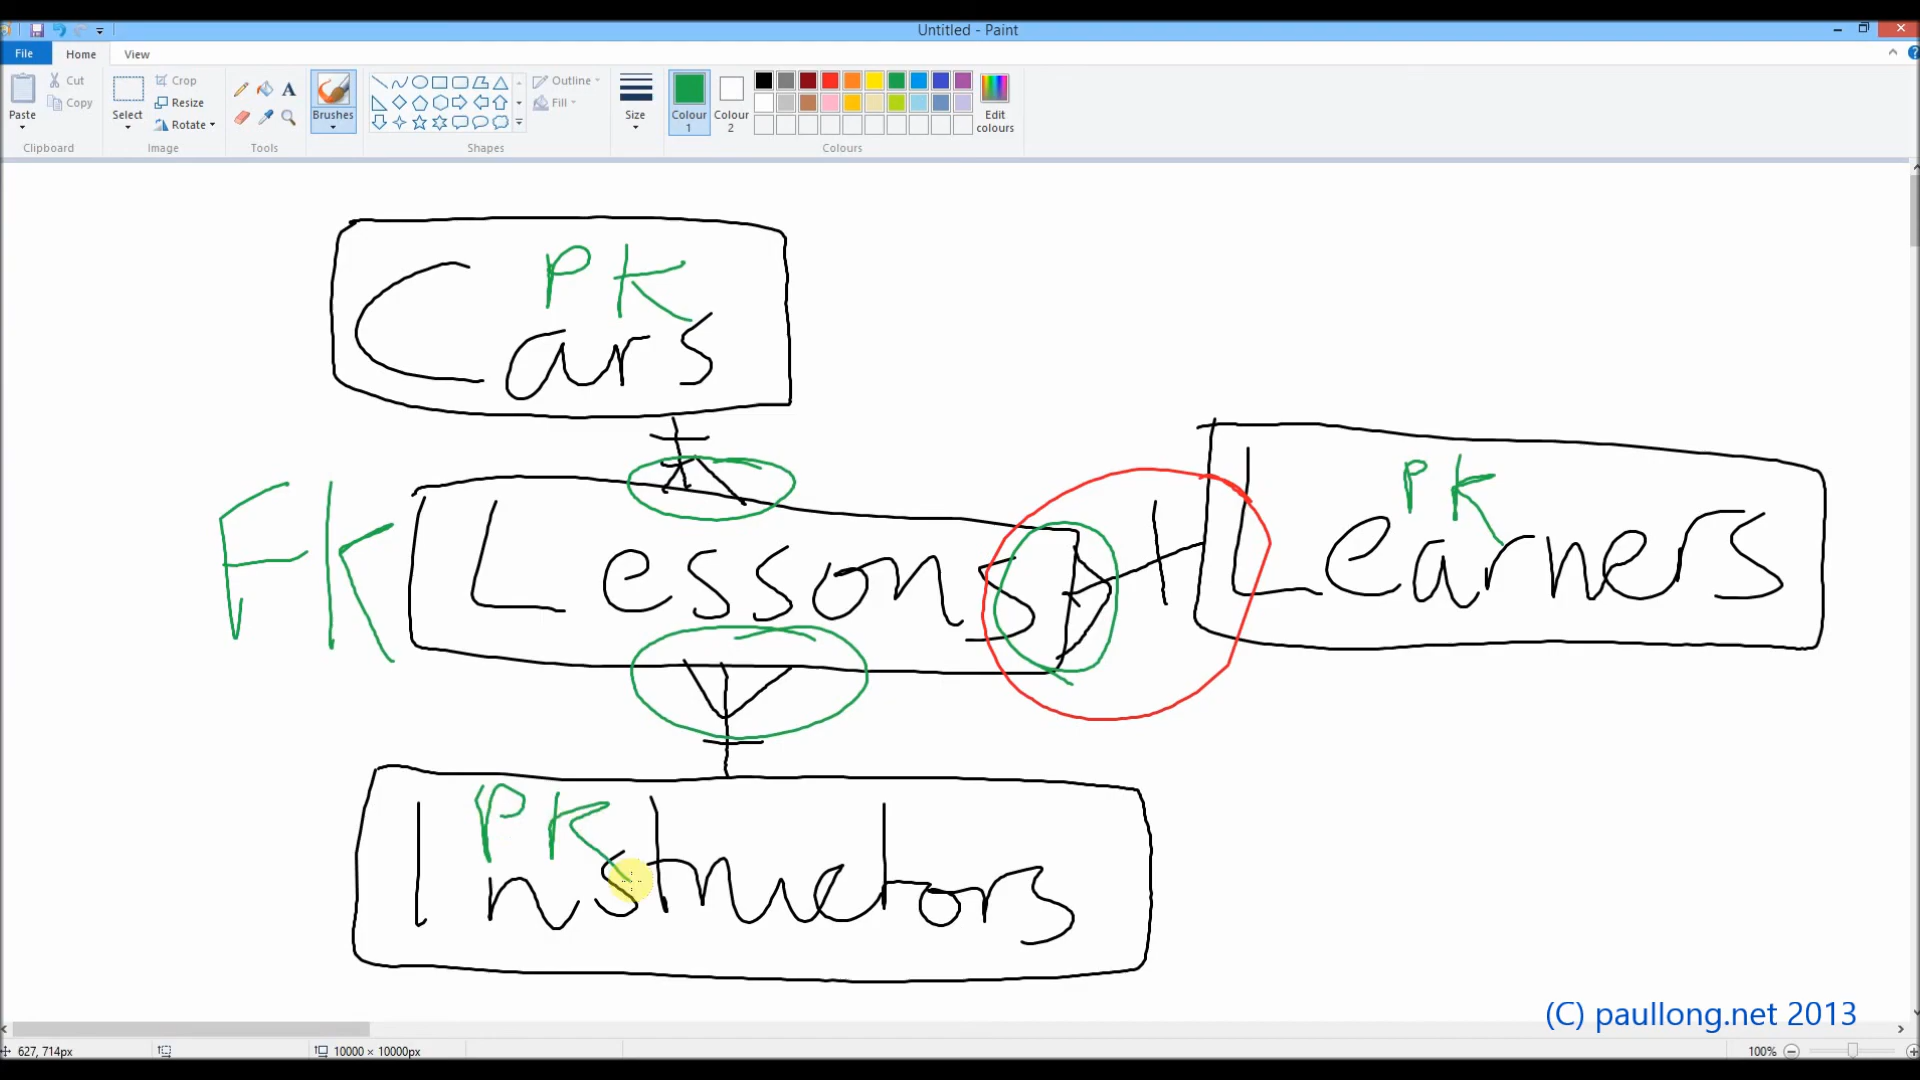 Untitled - Paint
File Home View
Cut
Copy
Paste
Clipboard
Select
Crop
Resize
Rotate
Image
Tools
Brushes
Shapes
Outline
Fill
Size
Colour 1
Colour 2
Edit colours
Colours
PK
Cars
PK
Learners
FK
Lessons
PK
Instructors
(C) paullong.net 2013
627, 714px
10000 × 10000px
100%